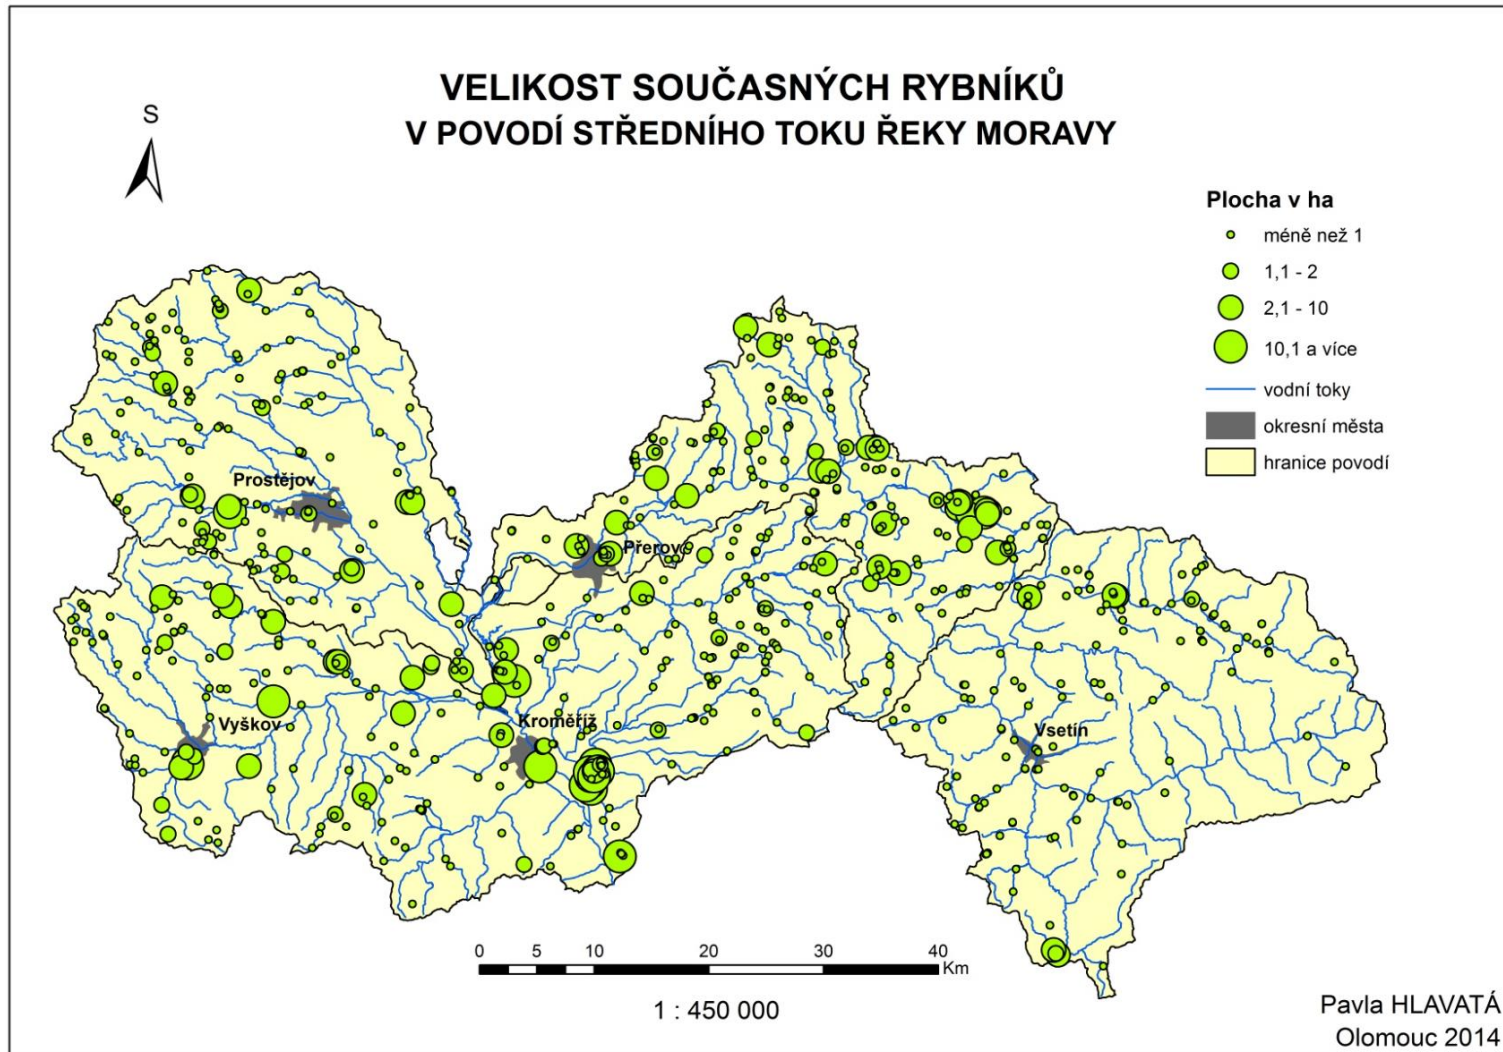 VELIKOST SOUČASNÝCH RYBNÍKŮ
V POVODÍ STŘEDNÍHO TOKU ŘEKY MORAVY
S
Plocha v ha
méně než 1
1,1 - 2
2,1 - 10
10,1 a více
vodní toky
okresní města
hranice povodí
Prostějov
Přerov
Vyškov
Kroměříž
Vsetín
0 5 10 20 30 40
Km
1 : 450 000
Pavla HLAVATÁ
Olomouc 2014